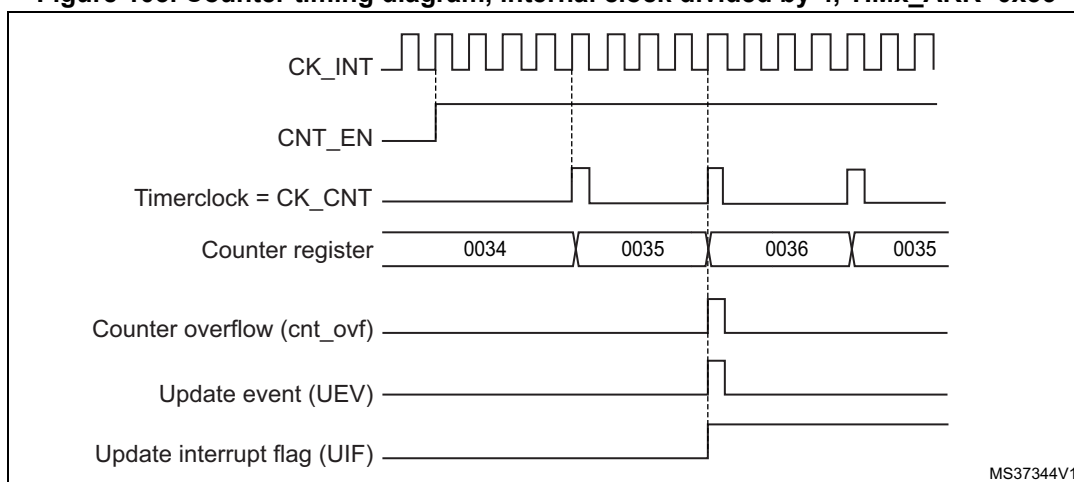 CK_INT
CNT_EN
Timerclock = CK_CNT
Counter register 0034 0035 0036 0035
Counter overflow (cnt_ovf)
Update event (UEV)
Update interrupt flag (UIF)
MS37344V1